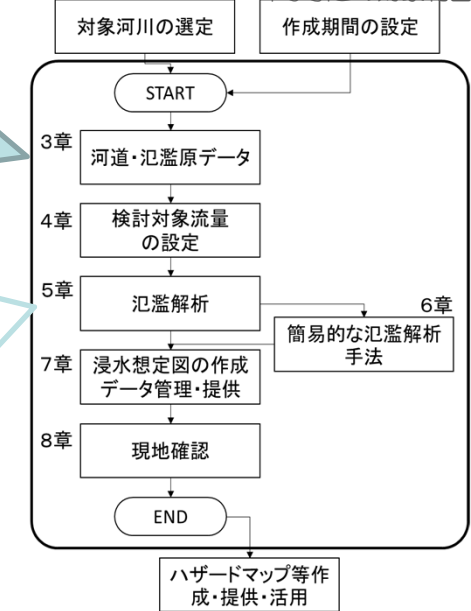 対象河川の選定
作成期間の設定
START
3章
河道・氾濫原データ
4章
検討対象流量
の設定
5章
氾濫解析
6章
簡易的な氾濫解析
手法
7章
浸水想定図の作成
データ管理・提供
8章
現地確認
END
ハザードマップ等作
成・提供・活用